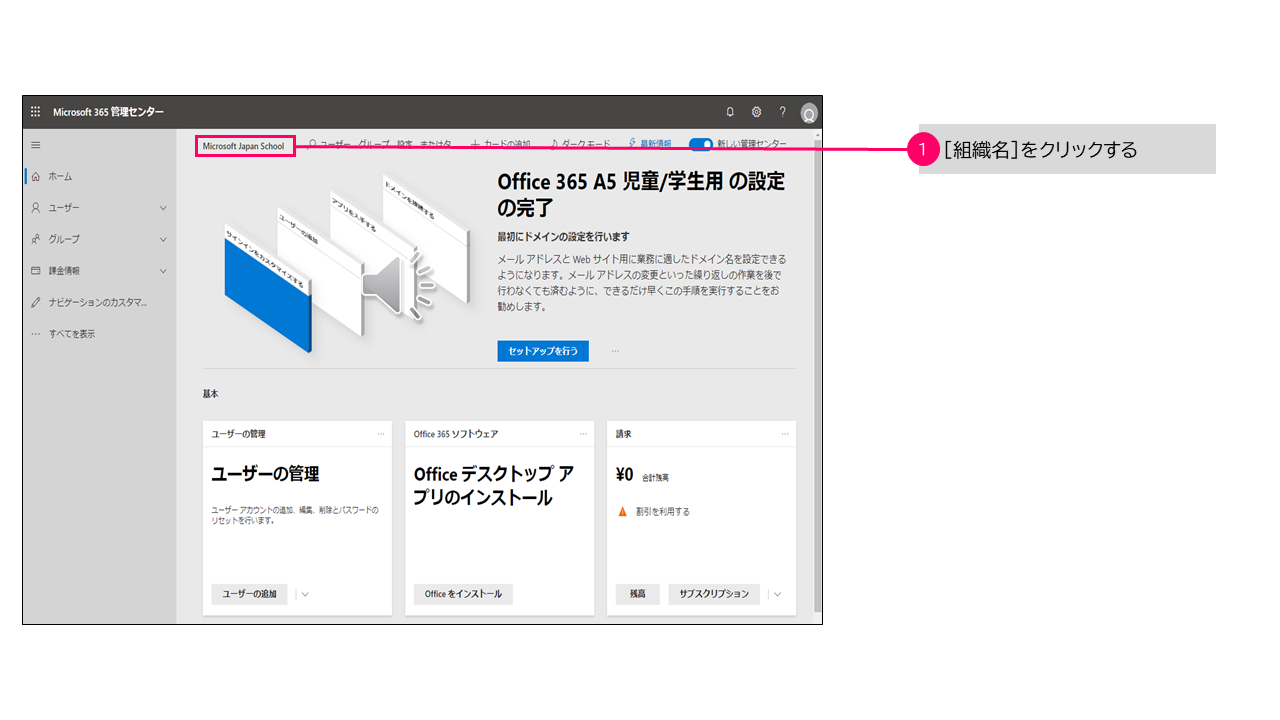 Microsoft 365 管理センター
Microsoft Japan School
ユーザー、グループ、設定、またはタ
カードの追加
ダーク モード
最新情報
新しい管理センター
1 [組織名]をクリックする
ホーム
ユーザー
グループ
課金情報
ナビゲーションのカスタマ...
すべてを表示
サインインをカスタマイズする
ユーザーの追加
アプリを入手する
ドメインを接続する
Office 365 A5 児童/学生用 の設定
の完了
最初にドメインの設定を行います
メール アドレスと Web サイト用に業務に適したドメイン名を設定できる
ようになります。メール アドレスの変更といった繰り返しの作業を後で
行わなくても済むように、できるだけ早くこの手順を実行することをお
勧めします。
セットアップを行う
基本
ユーザーの管理
ユーザーの管理
ユーザー アカウントの追加、編集、削除とパスワードの
リセットを行います。
ユーザーの追加
Office 365 ソフトウェア
Office デスクトップ ア
プリのインストール
Office をインストール
請求
¥0 合計残高
割引を利用する
残高
サブスクリプション